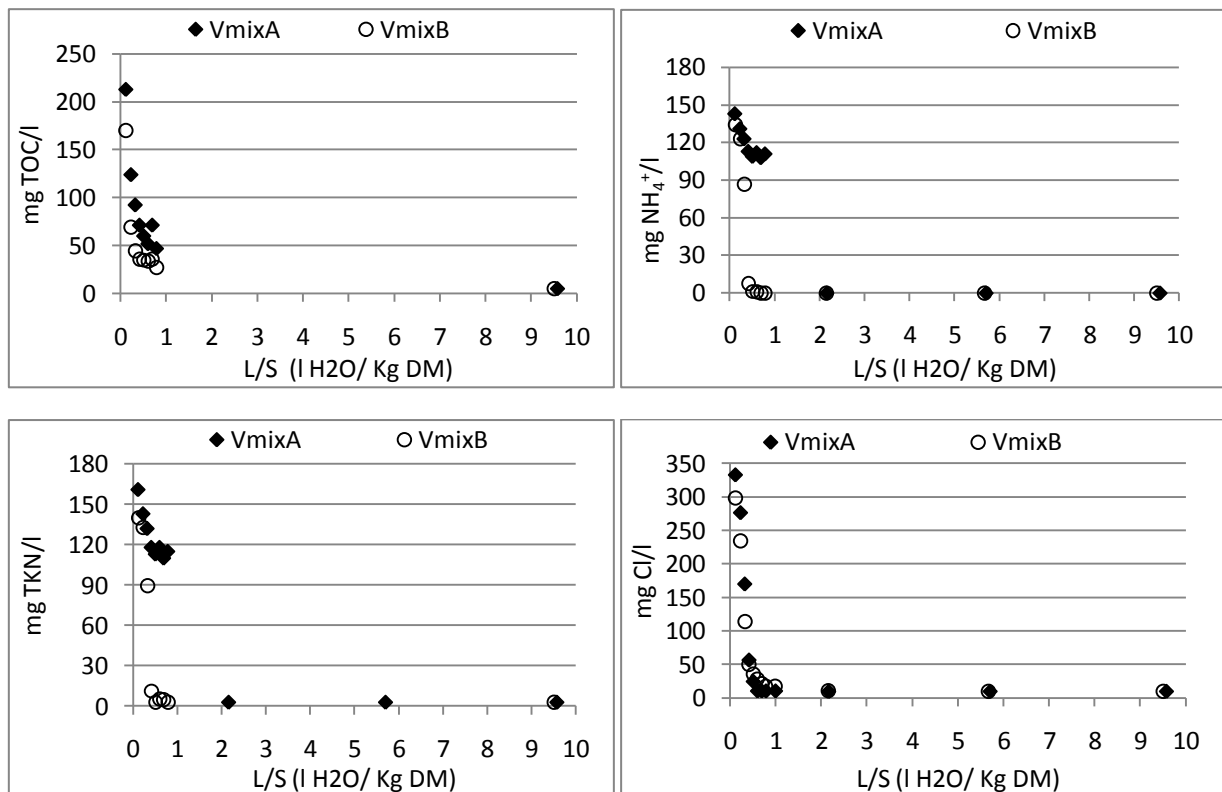 VmixA VmixB
250
200
150
100
50
0
mg TOC/l
0 1 2 3 4 5 6 7 8 9 10
L/S (l H2O/ Kg DM)
VmixA VmixB
180
150
120
90
60
30
0
mg NH₄⁺/l
0 1 2 3 4 5 6 7 8 9 10
L/S (l H2O/ Kg DM)
VmixA VmixB
180
150
120
90
60
30
0
mg TKN/l
0 1 2 3 4 5 6 7 8 9 10
L/S (l H2O/ Kg DM)
VmixA VmixB
350
300
250
200
150
100
50
0
mg Cl/l
0 1 2 3 4 5 6 7 8 9 10
L/S (l H2O/ Kg DM)